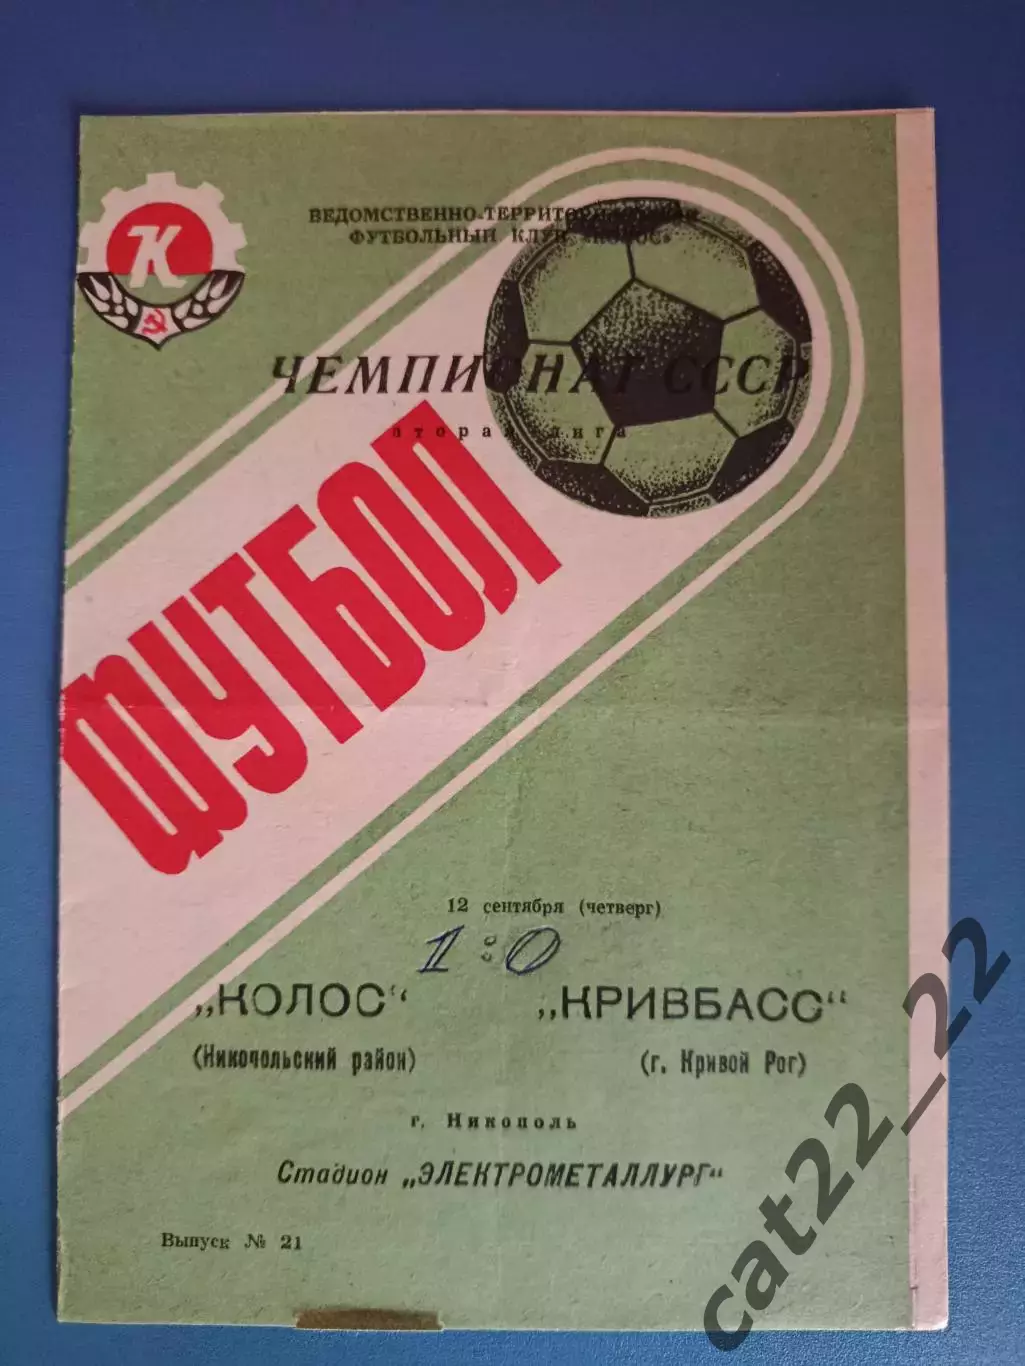 К
ВЕДОМСТВЕННО-ТЕРРИТОРИАЛЬНЫЙ
ФУТБОЛЬНЫЙ КЛУБ «КОЛОС»
ЧЕМПИОНАТ СССР
вторая лига
ФУТБОЛ
12 сентября (четверг)
1:0
„КОЛОС“ „КРИВБАСС“
(Никопольский район) (г. Кривой Рог)
г. Никополь
Стадион „ЭЛЕКТРОМЕТАЛЛУРГ“
Выпуск № 21
cat22_22